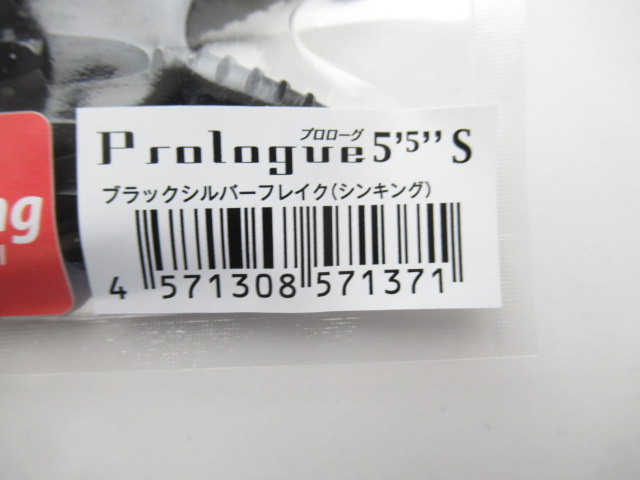 プロローグ
Prologue 5'5" S
ブラックシルバーフレイク(シンキング)
4 571308 571371